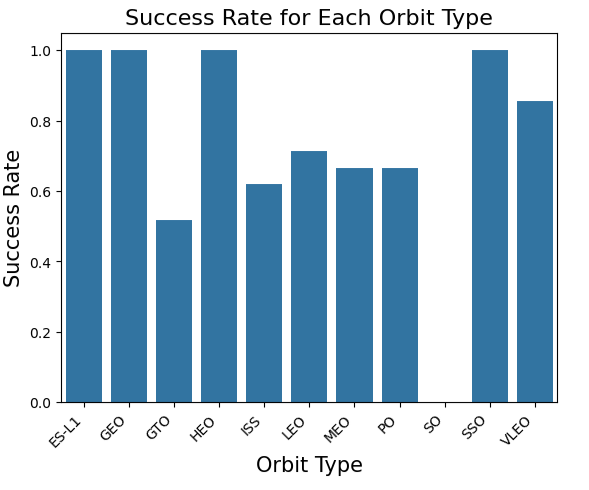 Success Rate for Each Orbit Type
Success Rate
1.0
0.8
0.6
0.4
0.2
0.0
ES-L1
GEO
GTO
HEO
ISS
LEO
MEO
PO
SO
SSO
VLEO
Orbit Type